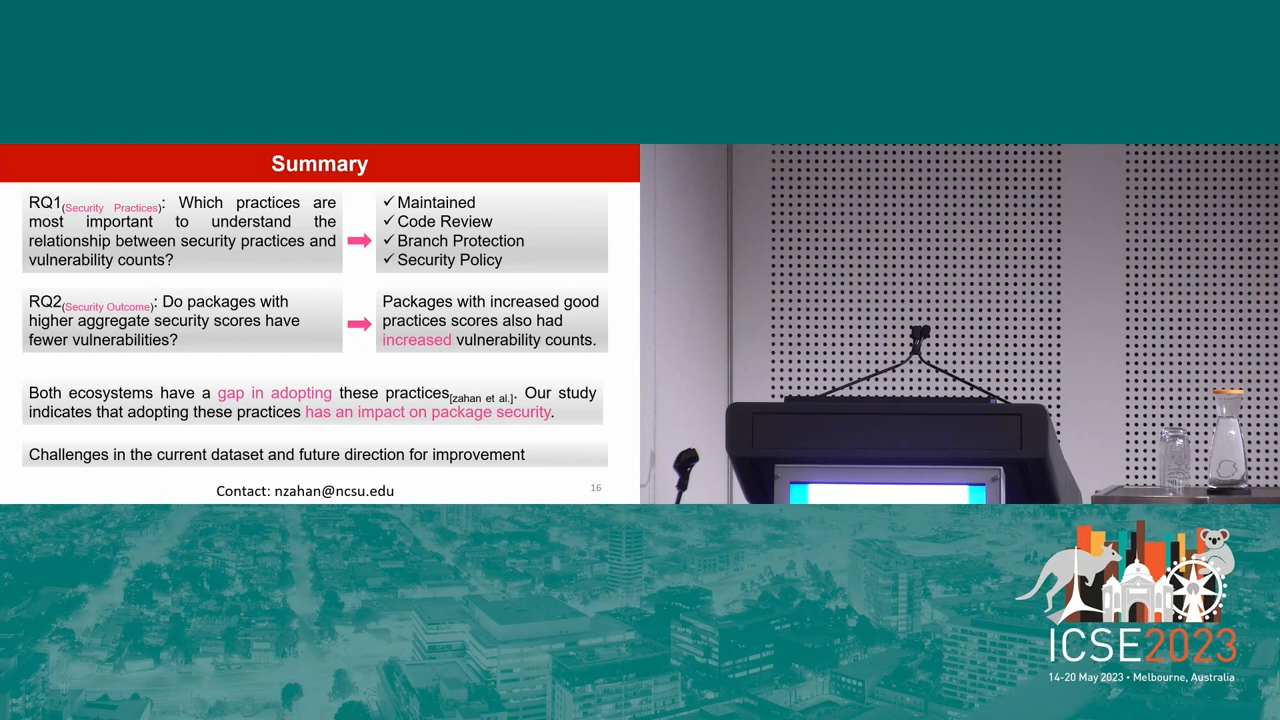 Summary
RQ1(Security Practices): Which practices are
most important to understand the
relationship between security practices and
vulnerability counts?
✓ Maintained
✓ Code Review
✓ Branch Protection
✓ Security Policy
RQ2(Security Outcome): Do packages with
higher aggregate security scores have
fewer vulnerabilities?
Packages with increased good
practices scores also had
increased vulnerability counts.
Both ecosystems have a gap in adopting these practices[zahan et al.]. Our study
indicates that adopting these practices has an impact on package security.
Challenges in the current dataset and future direction for improvement
Contact: nzahan@ncsu.edu
16
ICSE2023
14-20 May 2023 • Melbourne, Australia